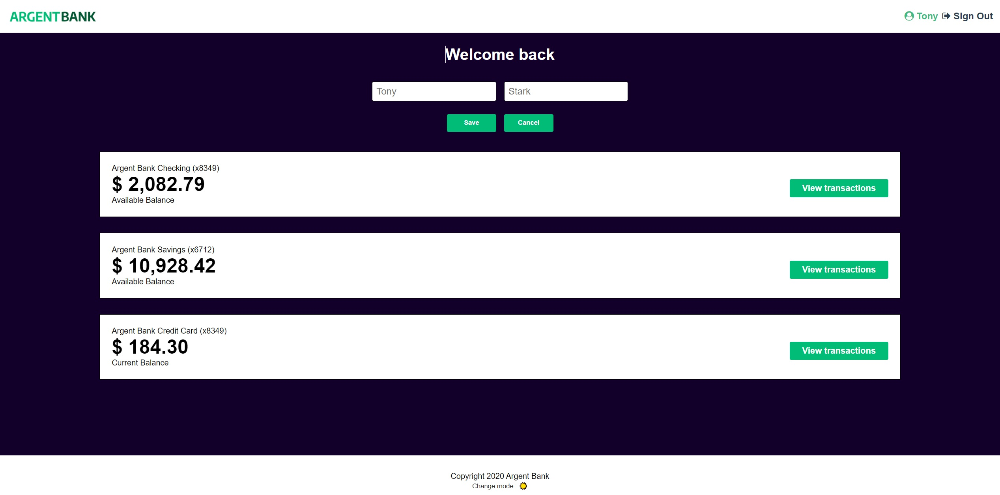 ARGENTBANK
Tony Sign Out
Welcome back
Tony Stark
Save Cancel
Argent Bank Checking (x8349)
$ 2,082.79
Available Balance
View transactions
Argent Bank Savings (x6712)
$ 10,928.42
Available Balance
View transactions
Argent Bank Credit Card (x8349)
$ 184.30
Current Balance
View transactions
Copyright 2020 Argent Bank
Change mode :